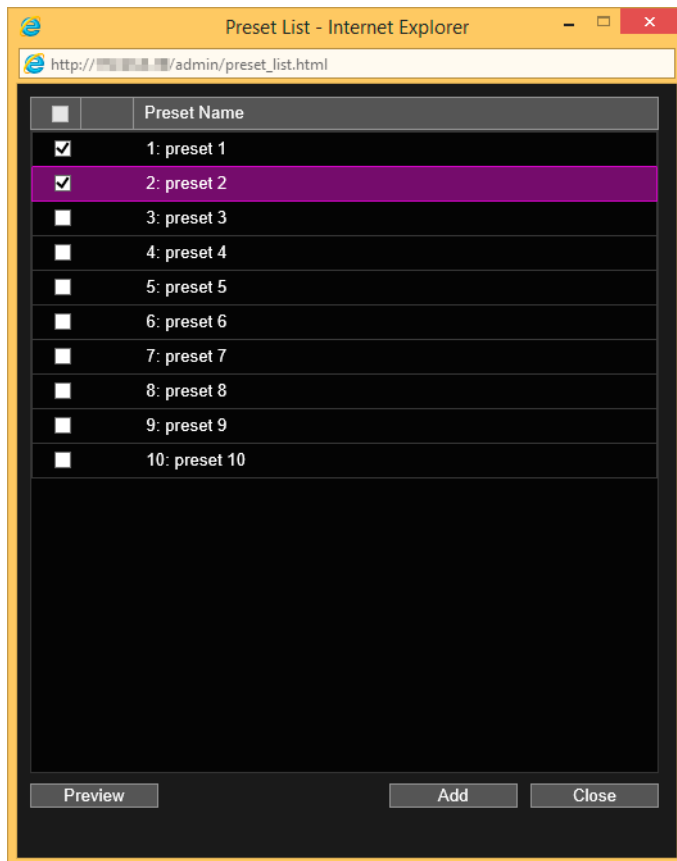 Preset List - Internet Explorer
http:// /admin/preset_list.html
Preset Name
1: preset 1
2: preset 2
3: preset 3
4: preset 4
5: preset 5
6: preset 6
7: preset 7
8: preset 8
9: preset 9
10: preset 10
Preview Add Close